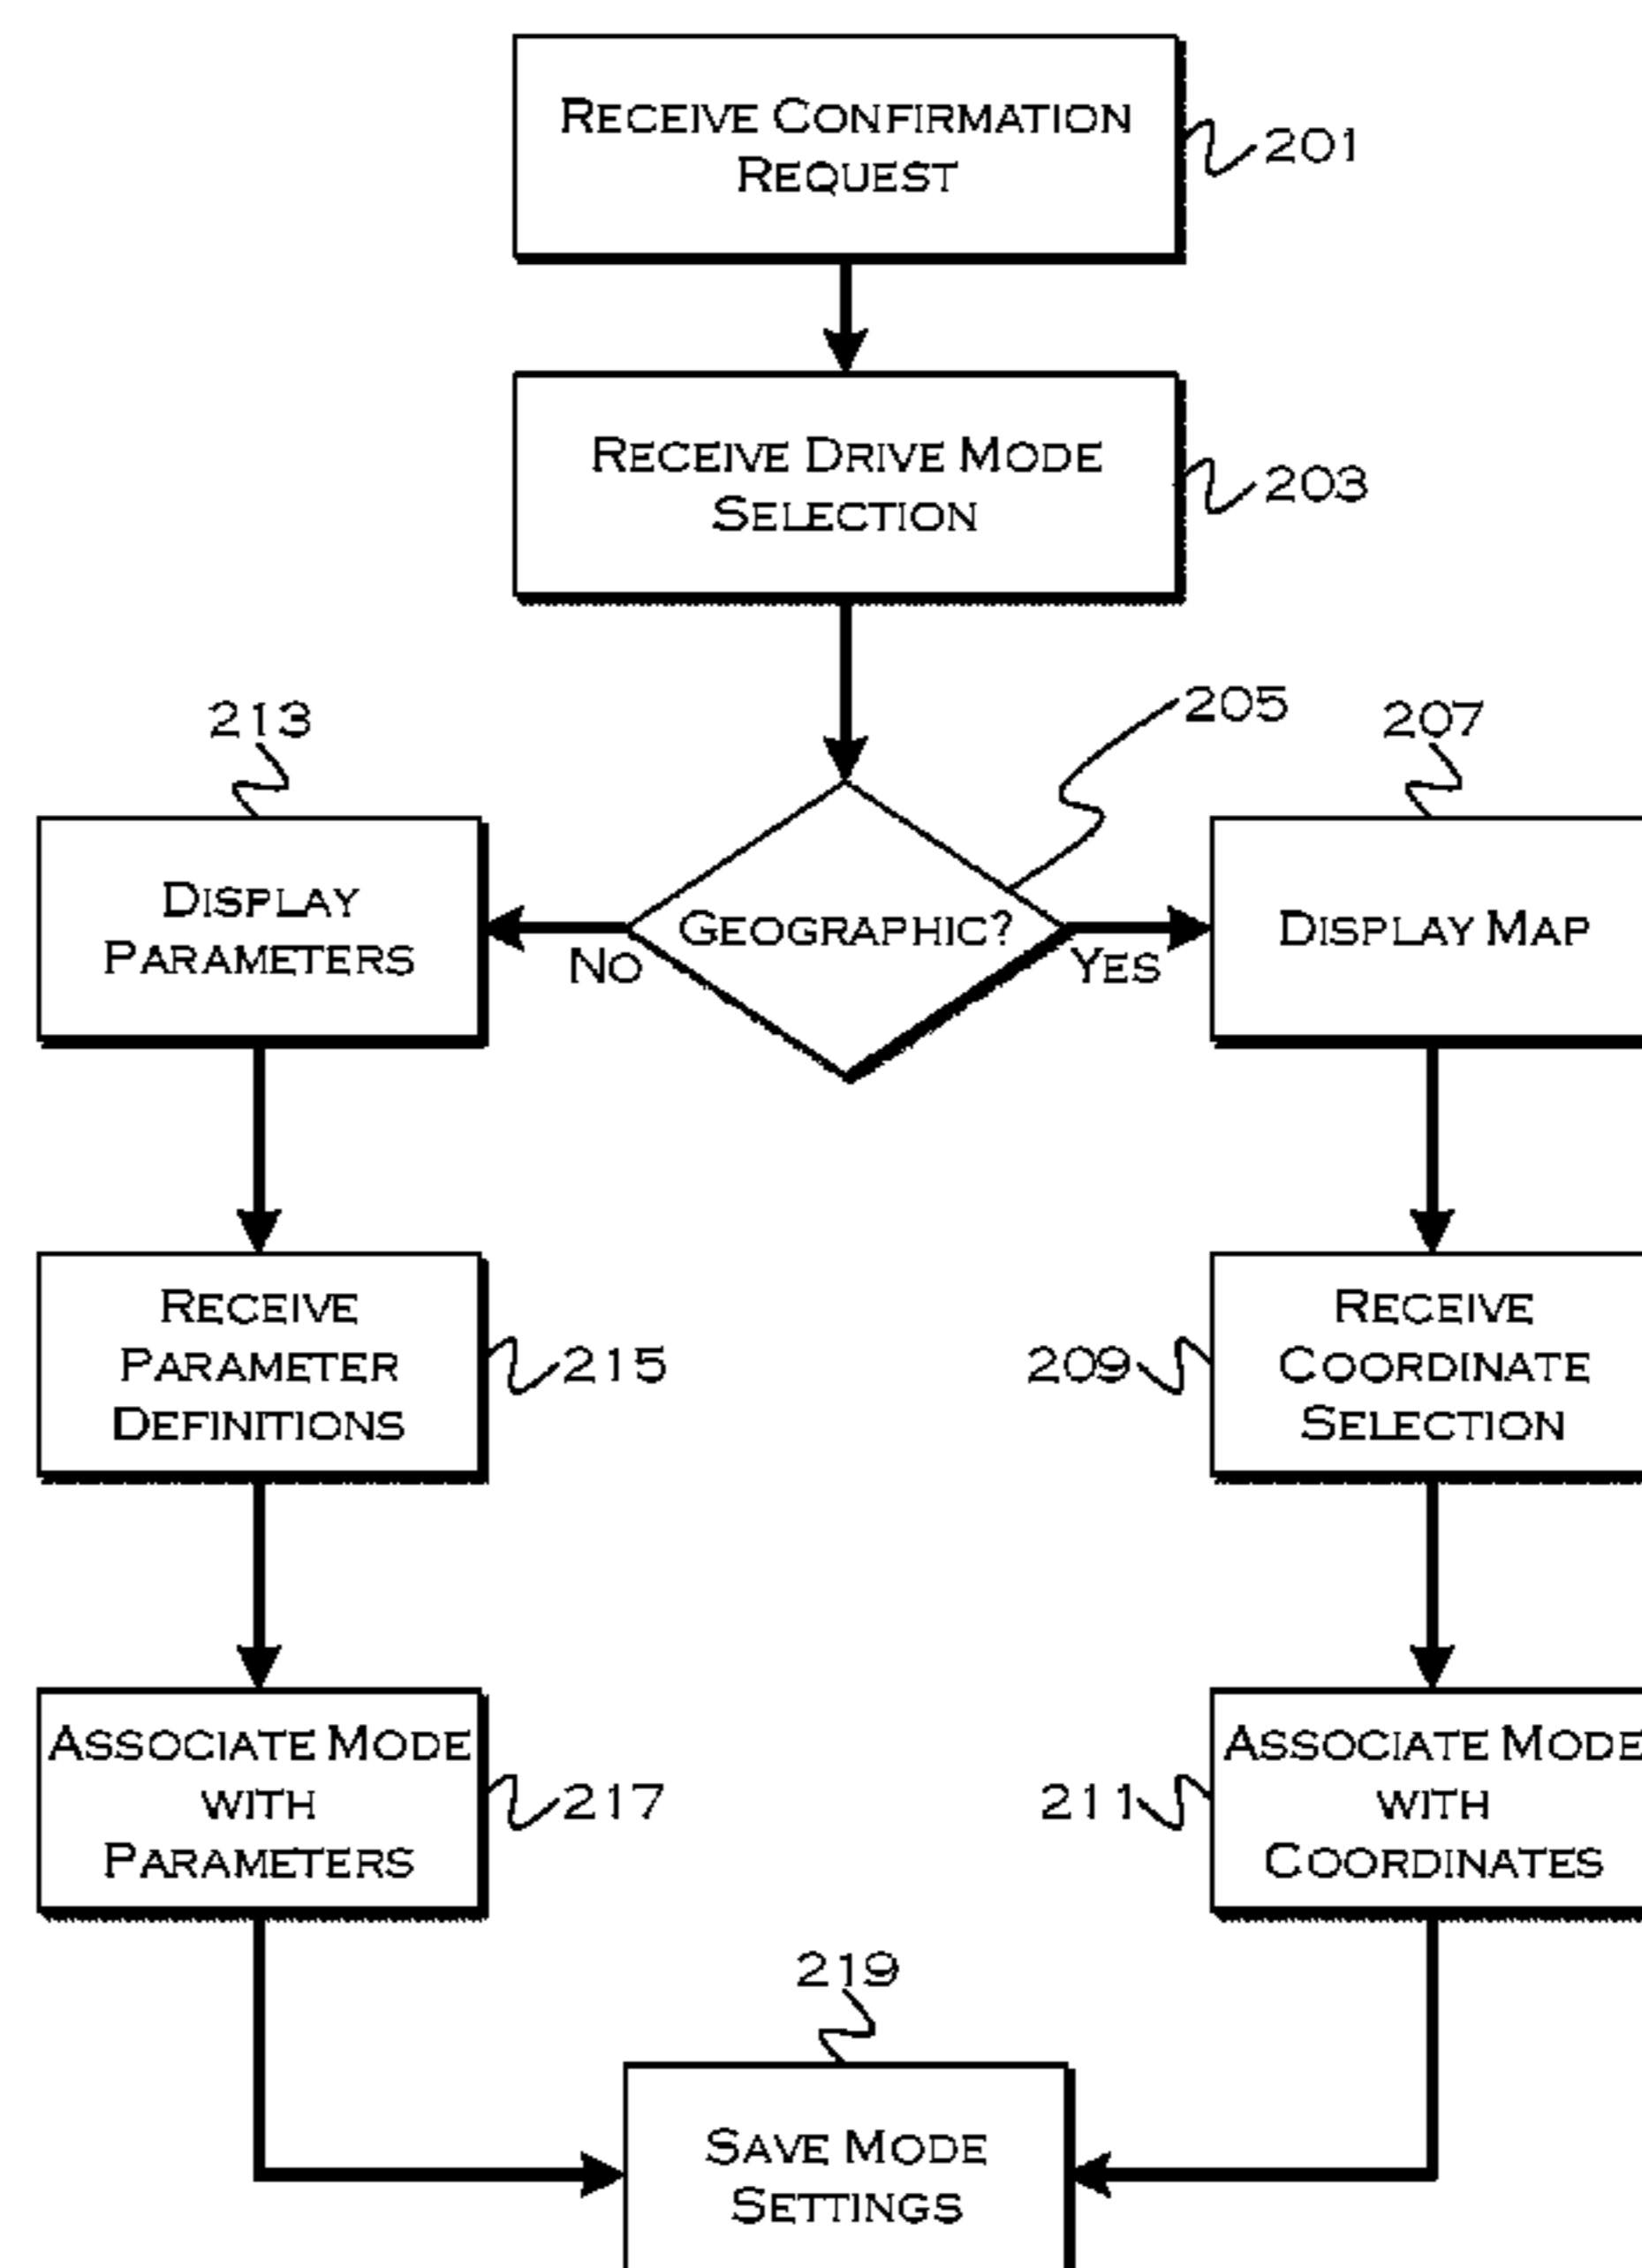 RECEIVE CONFIRMATION
REQUEST
201
RECEIVE DRIVE MODE
SELECTION
203
205
213
207
DISPLAY
PARAMETERS
GEOGRAPHIC?
NO
YES
DISPLAY MAP
RECEIVE
PARAMETER
DEFINITIONS
215
209
RECEIVE
COORDINATE
SELECTION
ASSOCIATE MODE
WITH
PARAMETERS
217
211
ASSOCIATE MODE
WITH
COORDINATES
219
SAVE MODE
SETTINGS